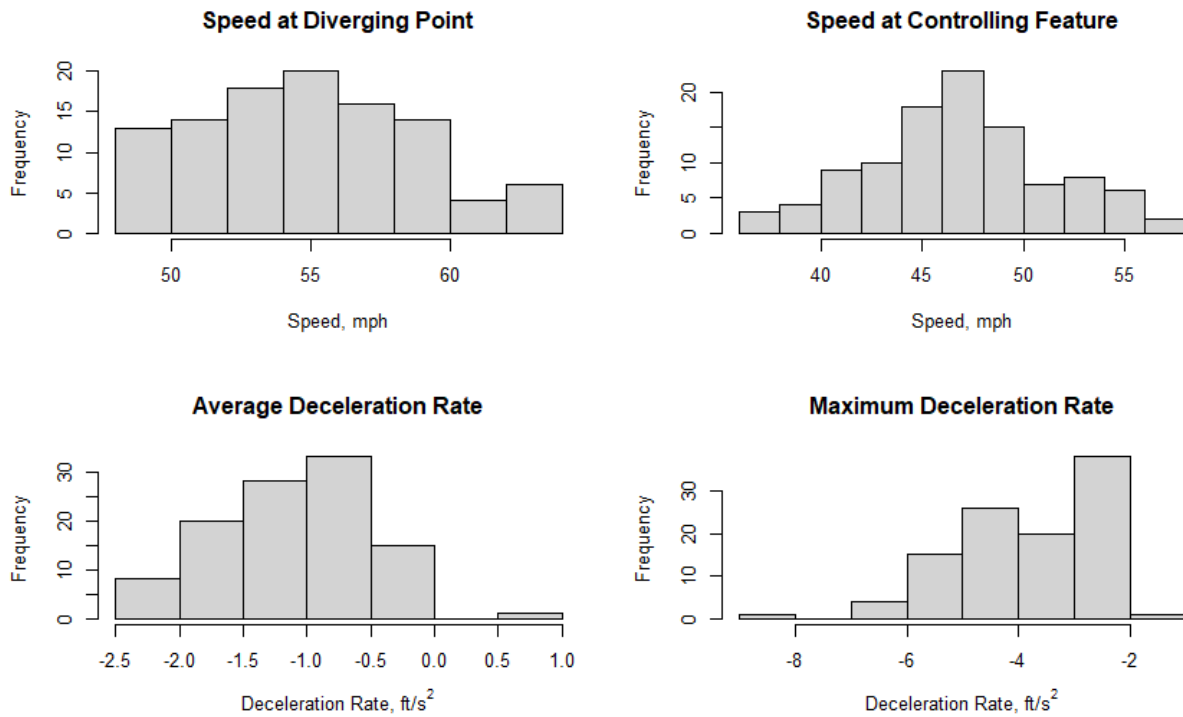 Speed at Diverging Point
Frequency
0 5 10 15 20
50 55 60
Speed, mph
Speed at Controlling Feature
Frequency
0 5 10 20
40 45 50 55
Speed, mph
Average Deceleration Rate
Frequency
0 10 20 30
-2.5 -2.0 -1.5 -1.0 -0.5 0.0 0.5 1.0
Deceleration Rate, ft/s²
Maximum Deceleration Rate
Frequency
0 10 20 30
-8 -6 -4 -2
Deceleration Rate, ft/s²